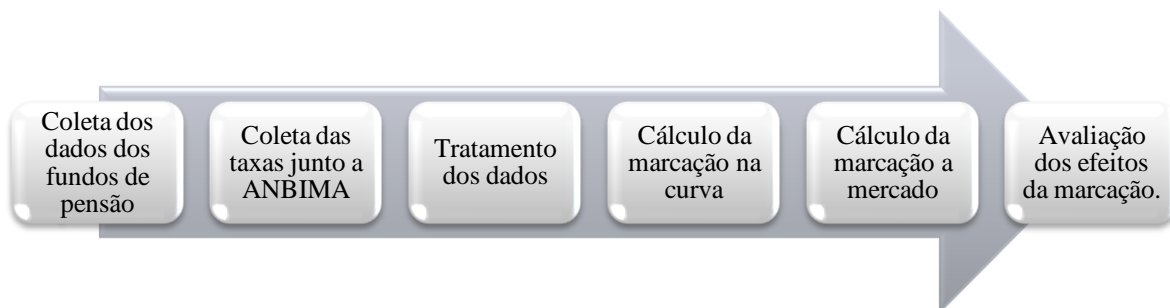 Coleta dos
dados dos
fundos de
pensão
Coleta das
taxas junto a
ANBIMA
Tratamento
dos dados
Cálculo da
marcação na
curva
Cálculo da
marcação a
mercado
Avaliação
dos efeitos
da marcação.